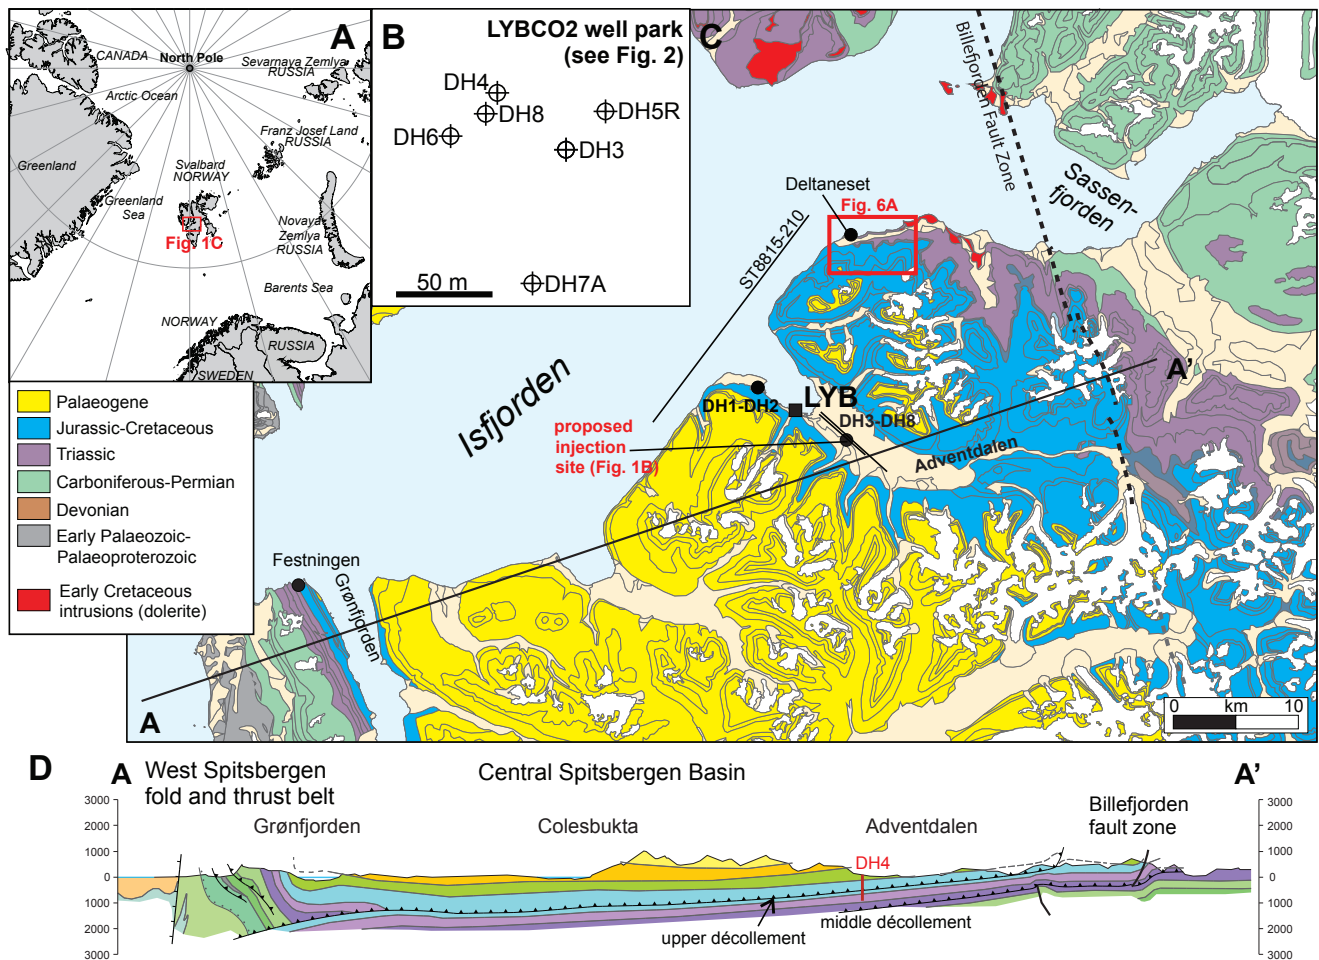 A
CANADA
North Pole
Severnaya Zemlya
RUSSIA
Arctic Ocean
Franz Josef Land
RUSSIA
Greenland
Svalbard
NORWAY
Greenland
Sea
Fig. 1C
Novaya
Zemlya
RUSSIA
Barents Sea
NORWAY
RUSSIA
SWEDEN
B
LYBCO2 well park
(see Fig. 2)
DH4
DH8
DH5R
DH6
DH3
50 m
DH7A
C
Billefjorden Fault Zone
Sassen-
fjorden
Deltaneset
Fig. 6A
ST8815-210
Isfjorden
A'
DH1-DH2
LYB
DH3-DH8
proposed
injection
site (Fig. 1B)
Adventdalen
Festningen
Grønfjorden
A
0 km 10
Palaeogene
Jurassic-Cretaceous
Triassic
Carboniferous-Permian
Devonian
Early Palaeozoic-
Palaeoproterozoic
Early Cretaceous
intrusions (dolerite)
D
A
West Spitsbergen
fold and thrust belt
Central Spitsbergen Basin
A'
Grønfjorden
Colesbukta
Adventdalen
Billefjorden
fault zone
3000
2000
1000
0
1000
2000
3000
DH4
upper décollement
middle décollement
3000
2000
1000
0
1000
2000
3000